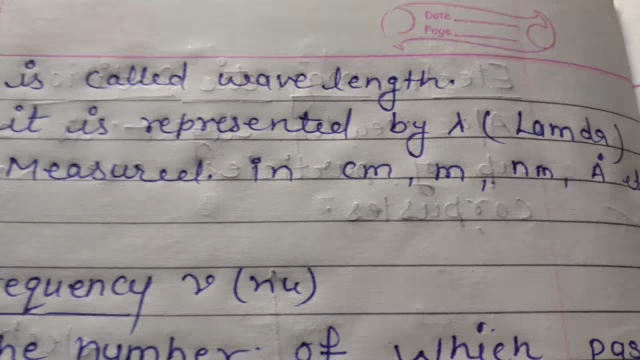 Date
Page
is called wavelength.
it is represented by λ (Lamda)
Measured. in cm, m, nm, Å
equency ν (niu)
he number of which pas